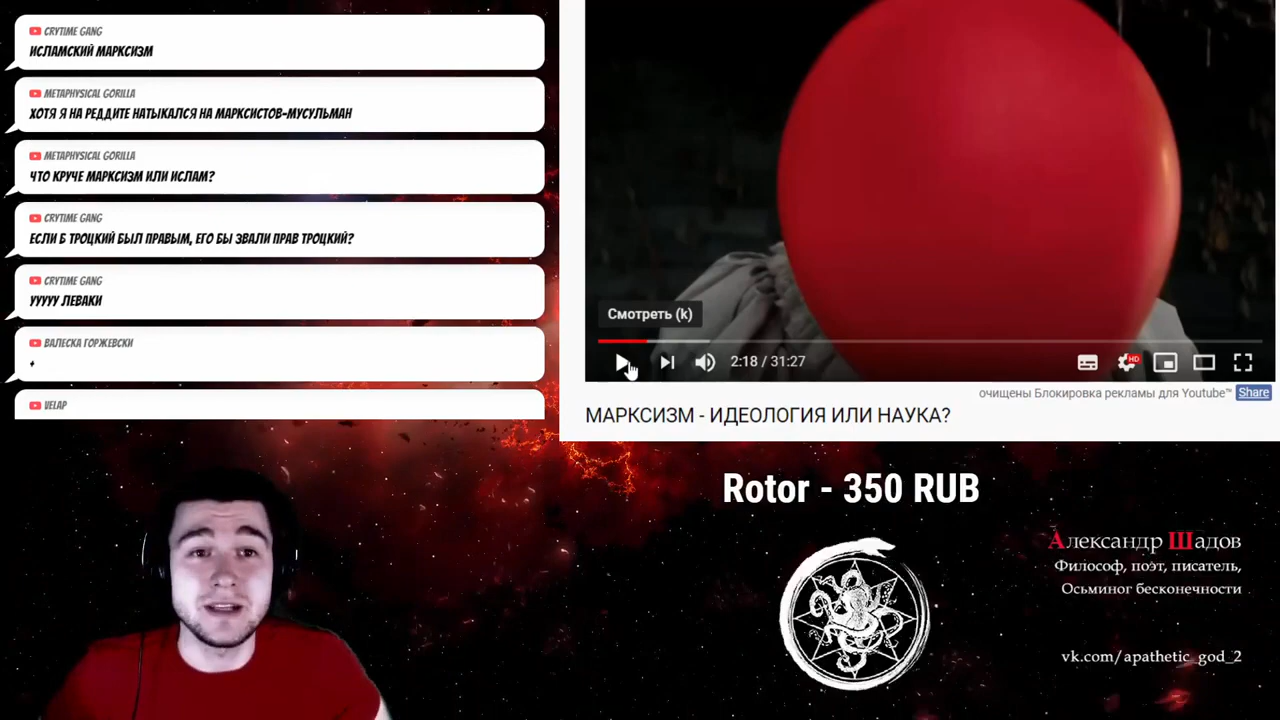 CRYTIME GANG
ИСЛАМСКИЙ МАРКСИЗМ
METAPHYSICAL GORILLA
ХОТЯ Я НА РЕДДИТЕ НАТЫКАЛСЯ НА МАРКСИСТОВ-МУСУЛЬМАН
METAPHYSICAL GORILLA
ЧТО КРУЧЕ МАРКСИЗМ ИЛИ ИСЛАМ?
CRYTIME GANG
ЕСЛИ Б ТРОЦКИЙ БЫЛ ПРАВЫМ, ЕГО БЫ ЗВАЛИ ПРАВ ТРОЦКИЙ?
CRYTIME GANG
УУУУУ ЛЕВАКИ
ВАЛЕСКА ГОРЖЕВСКИ
+
VELAP
Смотреть (k)
2:18 / 31:27
HD
очищены Блокировка рекламы для Youtube™ Share
МАРКСИЗМ - ИДЕОЛОГИЯ ИЛИ НАУКА?
Rotor - 350 RUB
Александр Шадов
Философ, поэт, писатель,
Осьминог бесконечности
vk.com/apathetic_god_2